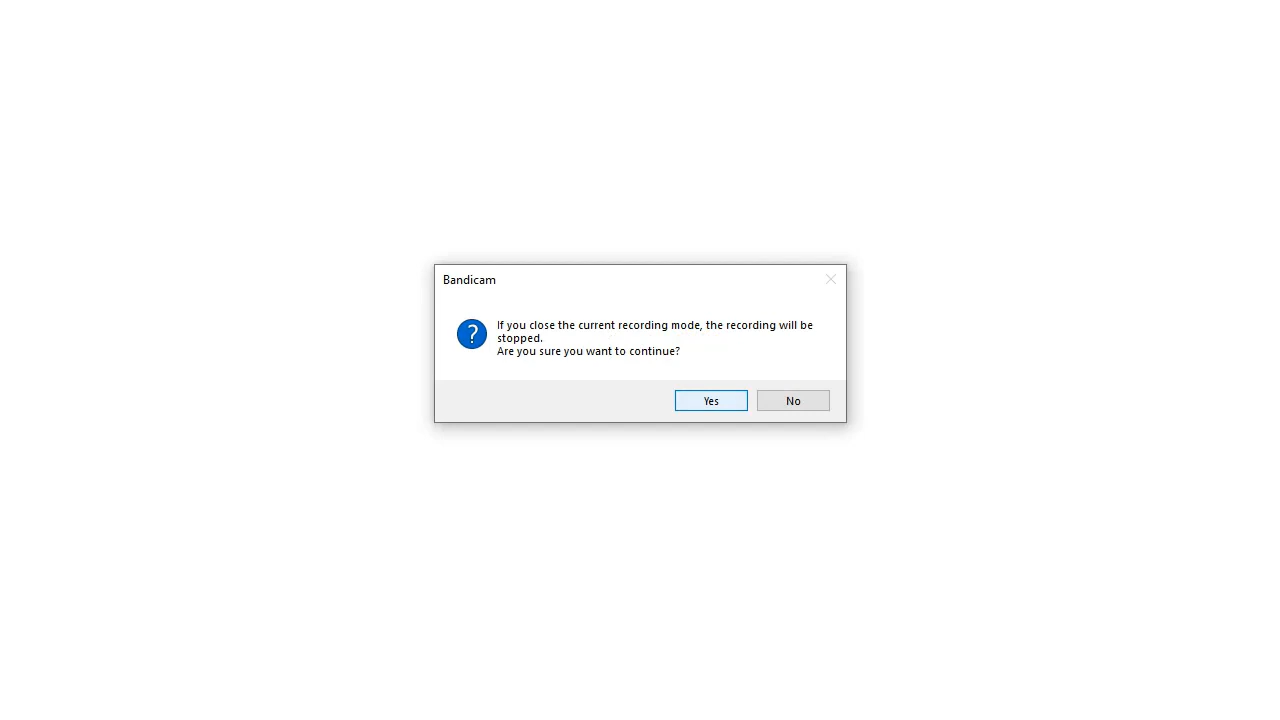 Bandicam
?
If you close the current recording mode, the recording will be
stopped.
Are you sure you want to continue?
Yes
No